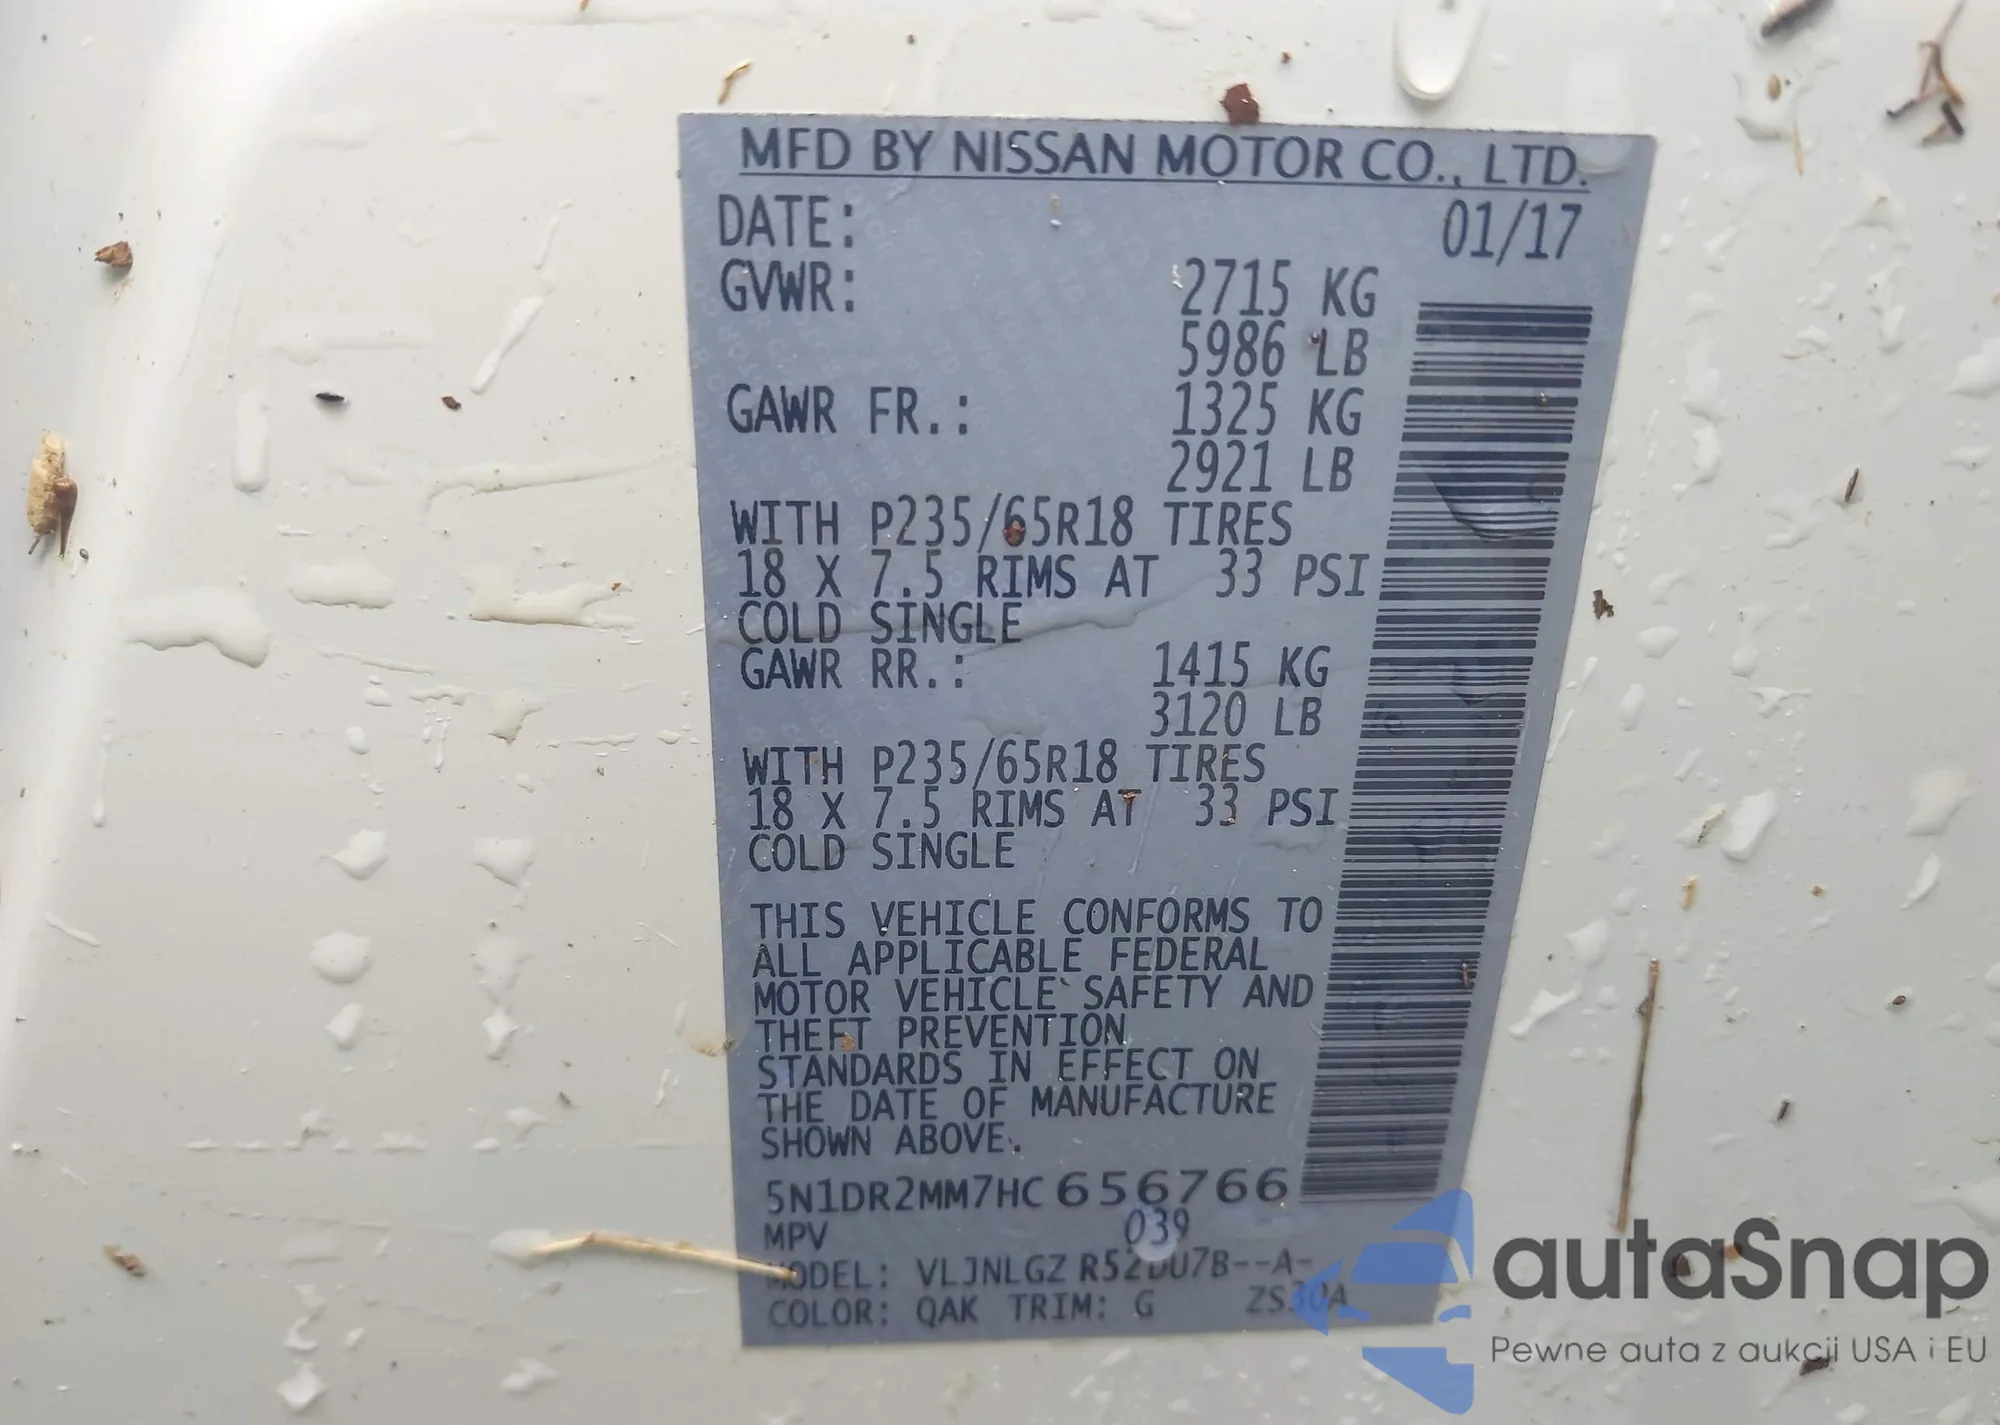 MFD BY NISSAN MOTOR CO., LTD.
DATE: 01/17
GVWR: 2715 KG
5986 LB
GAWR FR.: 1325 KG
2921 LB
WITH P235/65R18 TIRES
18 X 7.5 RIMS AT 33 PSI
COLD SINGLE
GAWR RR.: 1415 KG
3120 LB
WITH P235/65R18 TIRES
18 X 7.5 RIMS AT 33 PSI
COLD SINGLE
THIS VEHICLE CONFORMS TO
ALL APPLICABLE FEDERAL
MOTOR VEHICLE SAFETY AND
THEFT PREVENTION
STANDARDS IN EFFECT ON
THE DATE OF MANUFACTURE
SHOWN ABOVE.
5N1DR2MM7HC656766
MPV 039
MODEL: VLJNLGZ R52DU7B--A-
COLOR: QAK TRIM: G ZS30A
autaSnap
Pewne auta z aukcji USA i EU